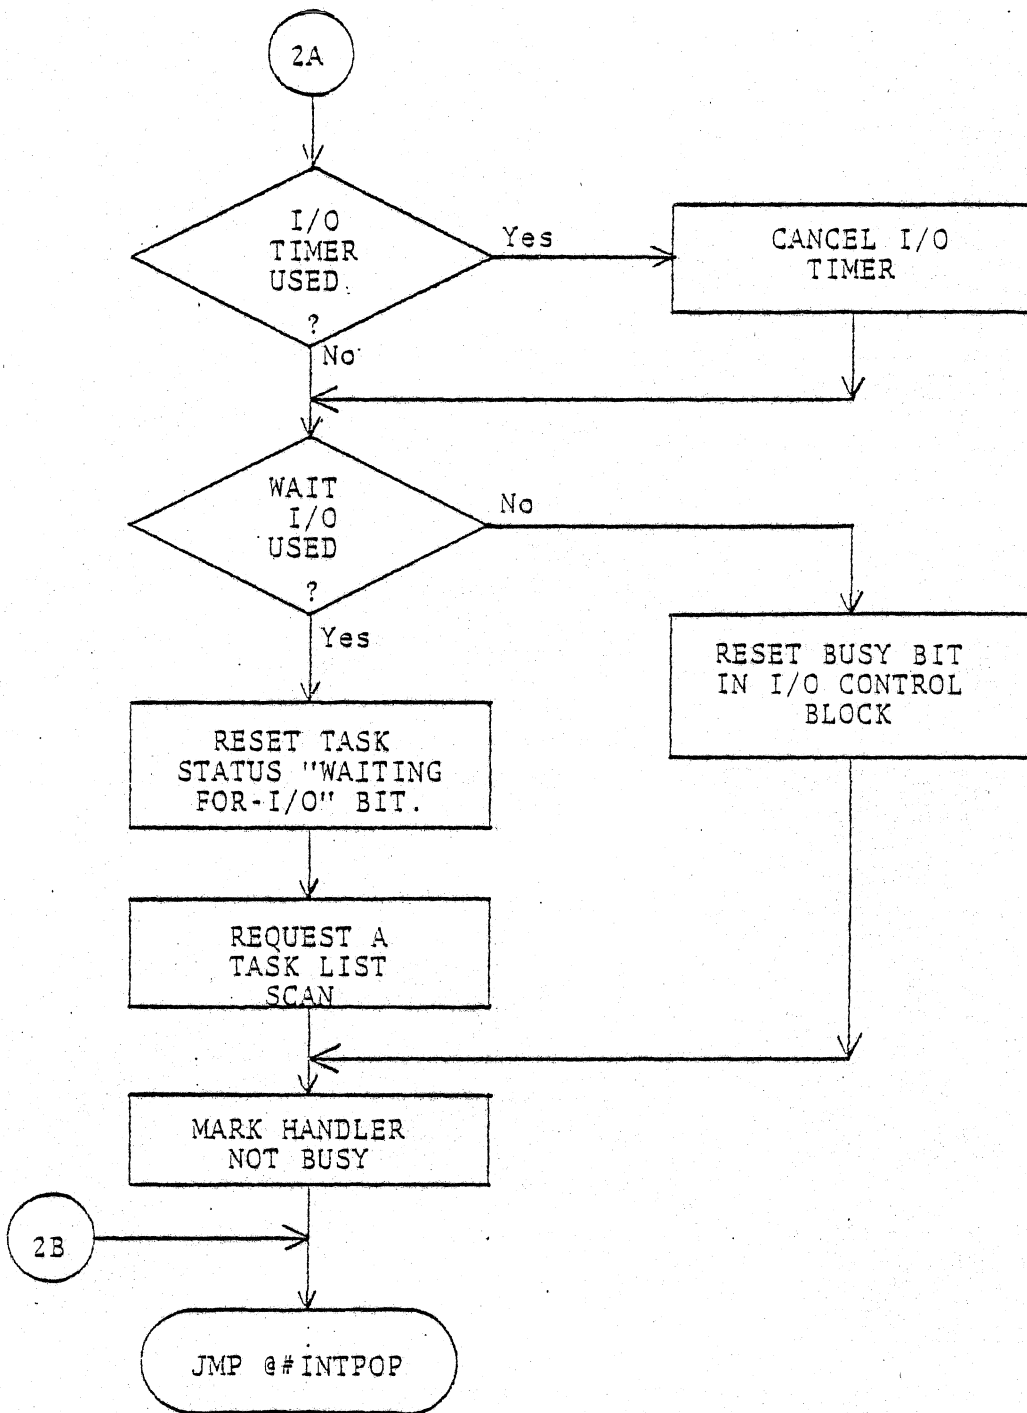 2A
I/O
TIMER
USED
?
Yes
CANCEL I/O
TIMER
No
WAIT
I/O
USED
?
No
Yes
RESET BUSY BIT
IN I/O CONTROL
BLOCK
RESET TASK
STATUS "WAITING
FOR-I/O" BIT.
REQUEST A
TASK LIST
SCAN
MARK HANDLER
NOT BUSY
2B
JMP @#INTPOP